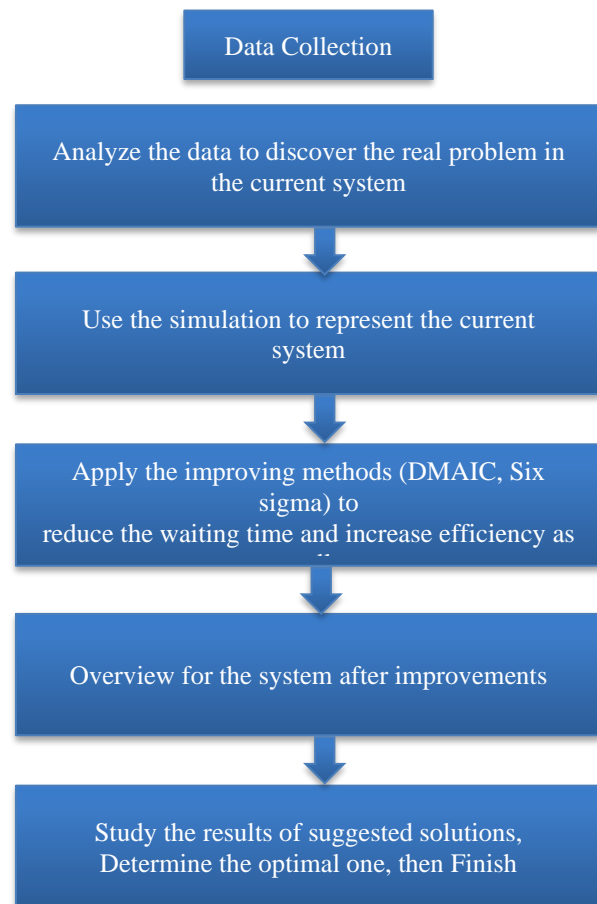 Data Collection
Analyze the data to discover the real problem in
the current system
Use the simulation to represent the current
system
Apply the improving methods (DMAIC, Six
sigma) to
reduce the waiting time and increase efficiency as
Overview for the system after improvements
Study the results of suggested solutions,
Determine the optimal one, then Finish